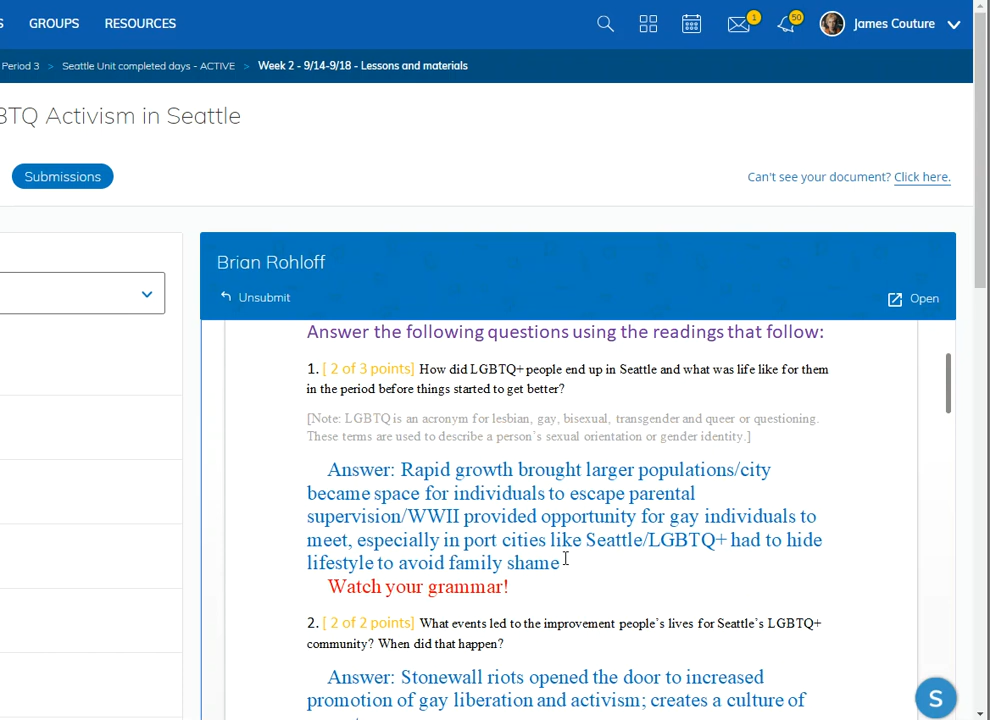 S GROUPS RESOURCES 1 50 James Couture
Period 3 > Seattle Unit completed days - ACTIVE > Week 2 - 9/14-9/18 - Lessons and materials
BTQ Activism in Seattle
Submissions
Can't see your document? Click here.
Brian Rohloff
Unsubmit
Open
Answer the following questions using the readings that follow:
1. [ 2 of 3 points] How did LGBTQ+ people end up in Seattle and what was life like for them
in the period before things started to get better?
[Note: LGBTQ is an acronym for lesbian, gay, bisexual, transgender and queer or questioning.
These terms are used to describe a person's sexual orientation or gender identity.]
Answer: Rapid growth brought larger populations/city
became space for individuals to escape parental
supervision/WWII provided opportunity for gay individuals to
meet, especially in port cities like Seattle/LGBTQ+ had to hide
lifestyle to avoid family shame
Watch your grammar!
2. [ 2 of 2 points] What events led to the improvement people's lives for Seattle's LGBTQ+
community? When did that happen?
Answer: Stonewall riots opened the door to increased
promotion of gay liberation and activism; creates a culture of
S